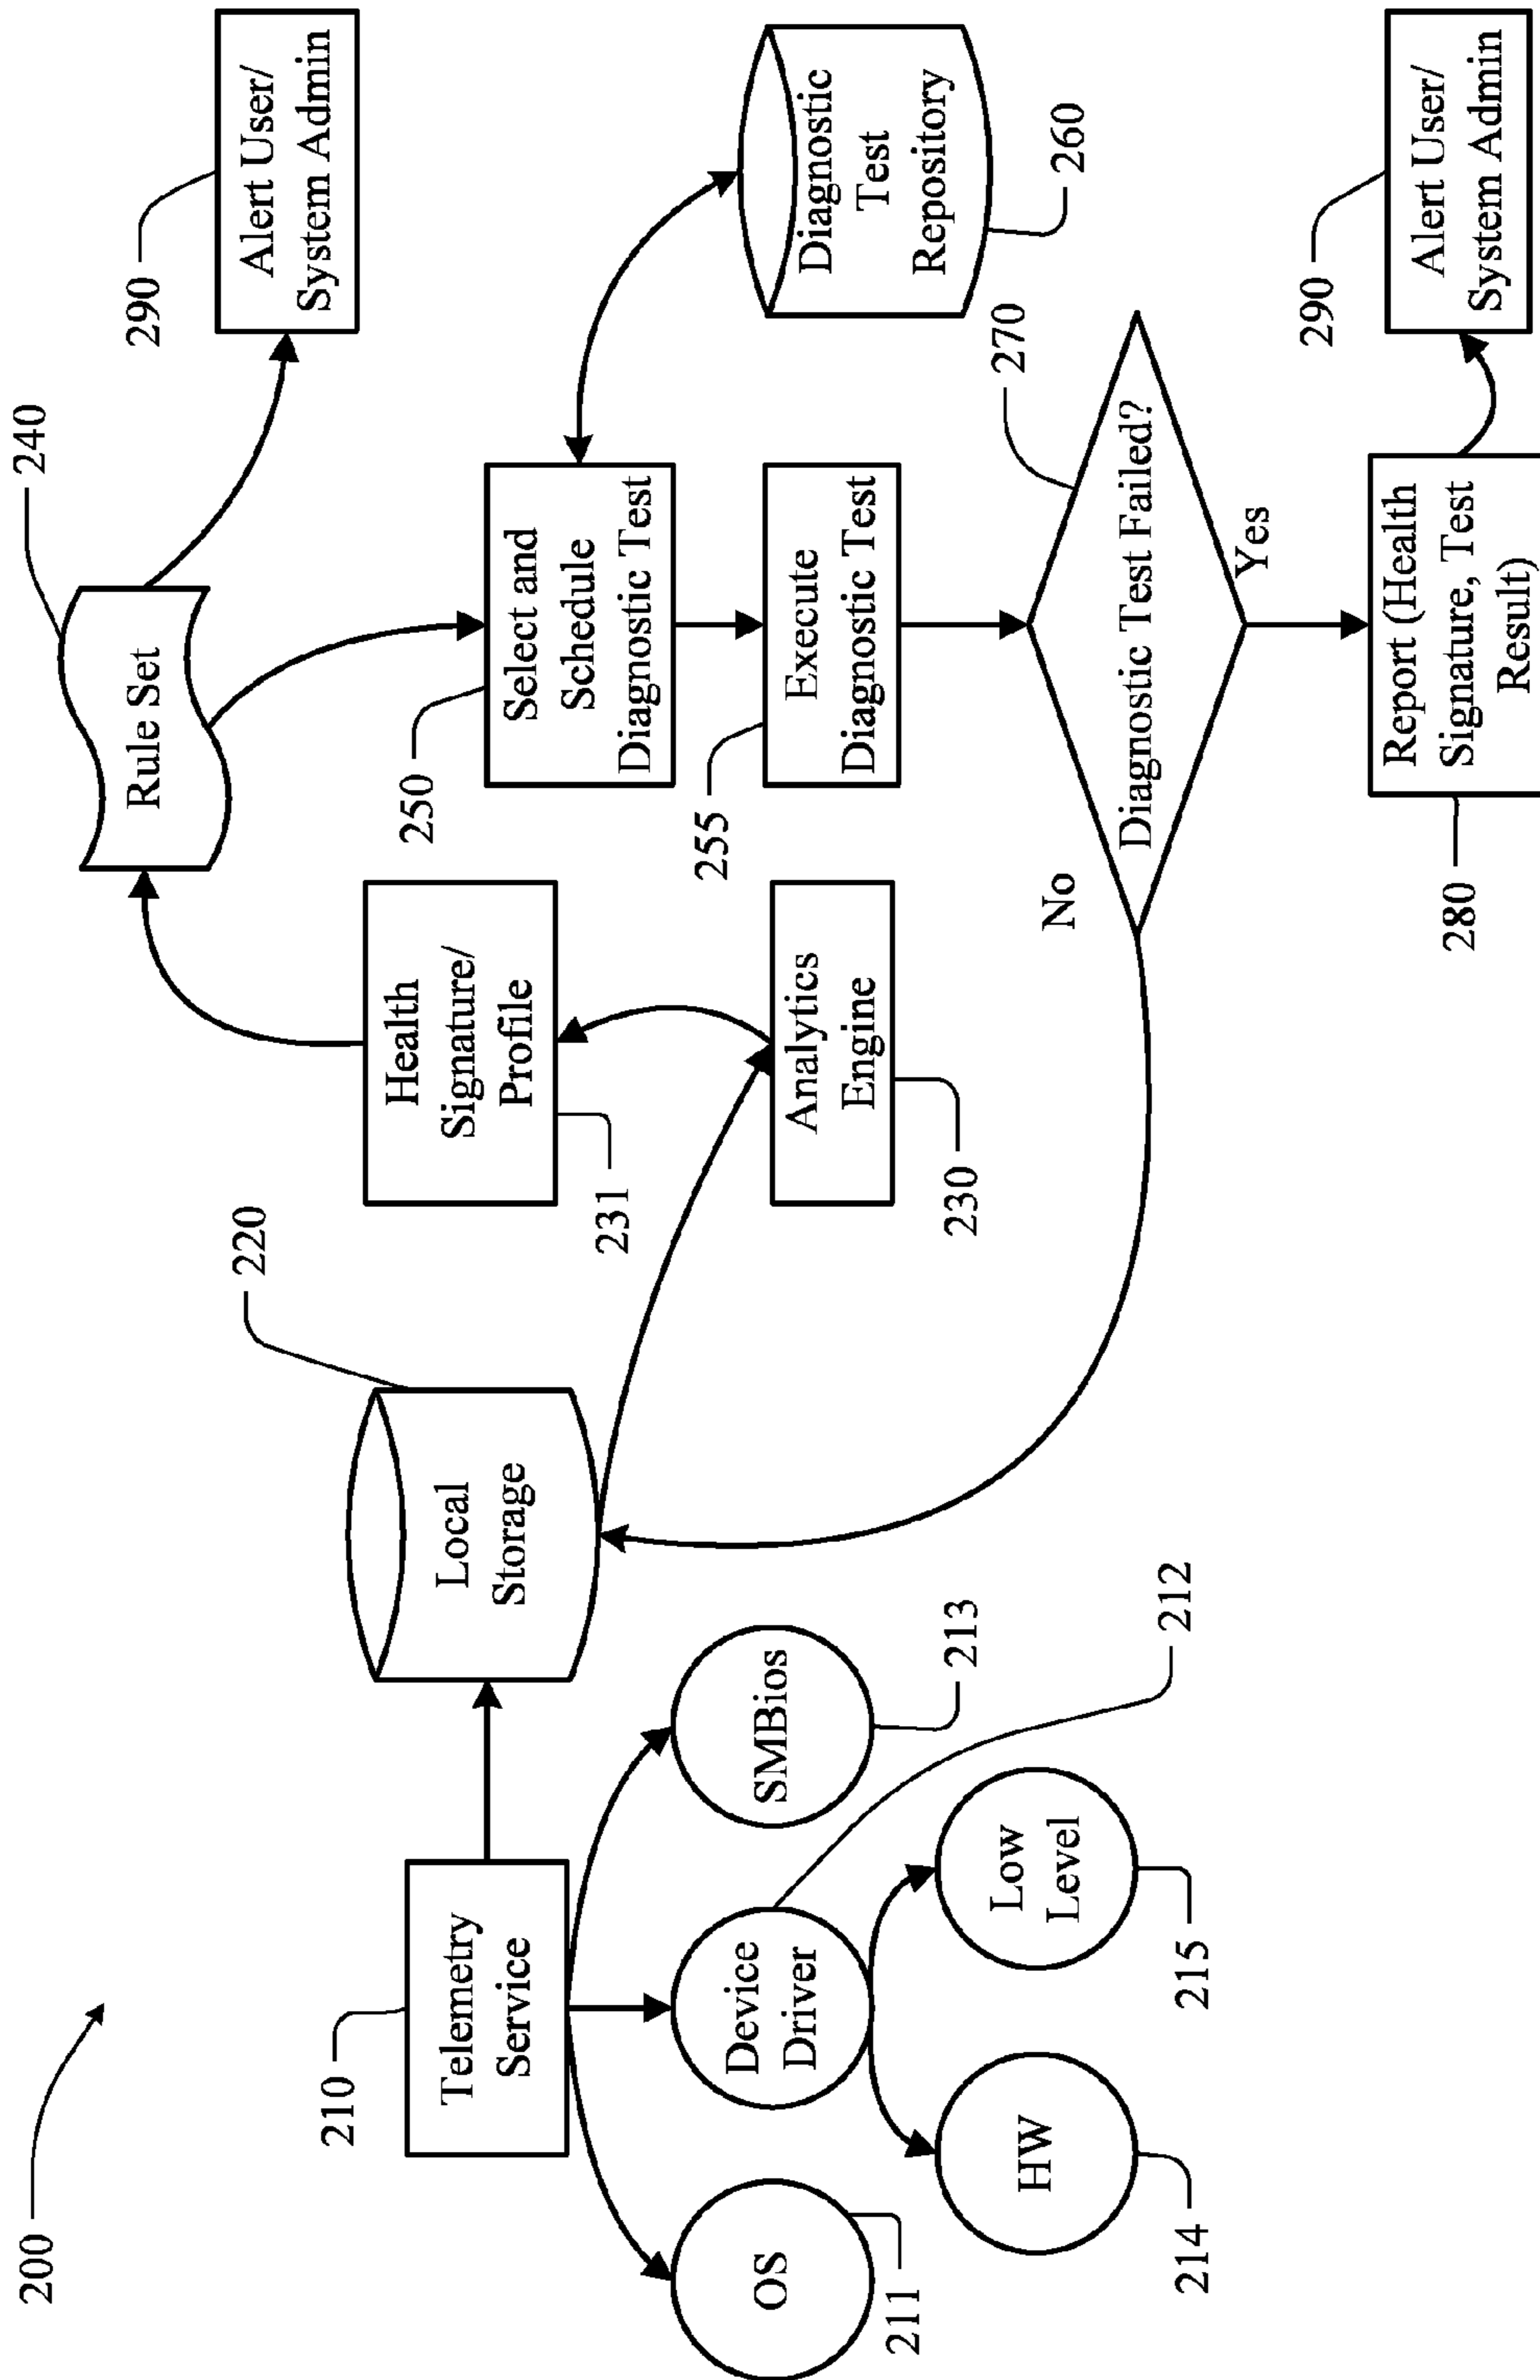 200
210
Telemetry
Service
OS
211
Device
Driver
212
SMBios
213
HW
214
Low
Level
215
220
Local
Storage
Health
Signature/
Profile
231
Analytics
Engine
230
240
Rule Set
290
Alert User/
System Admin
250
Select and
Schedule
Diagnostic Test
Diagnostic
Test
Repository
260
255
Execute
Diagnostic Test
270
Diagnostic Test Failed?
No
Yes
280
Report (Health
Signature, Test
Result)
290
Alert User/
System Admin